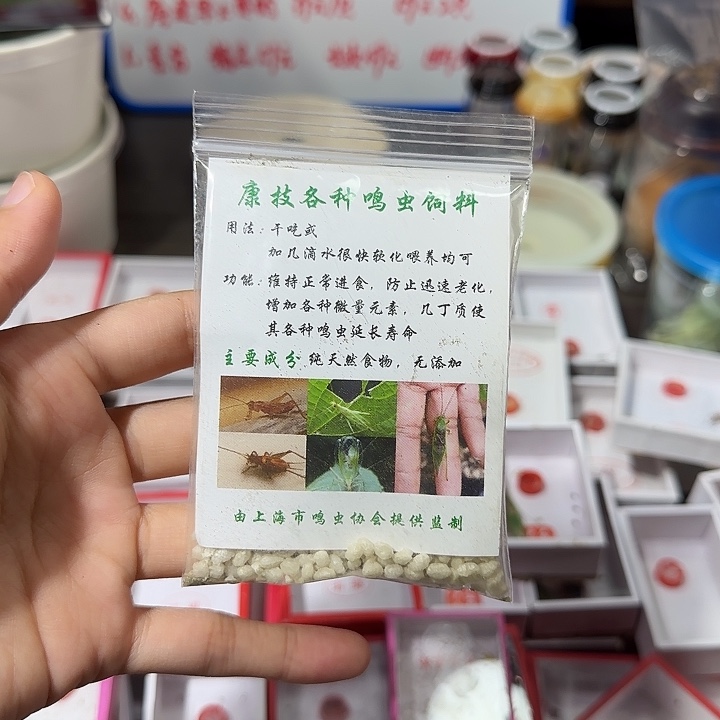 康技各种鸣虫饲料
用法：干吃或
加几滴水很快软化喂养均可
功能：维持正常进食，防止迅速老化，
增加各种微量元素，几丁质使
其各种鸣虫延长寿命
主要成分 纯天然食物，无添加
由上海市鸣虫协会提供监制